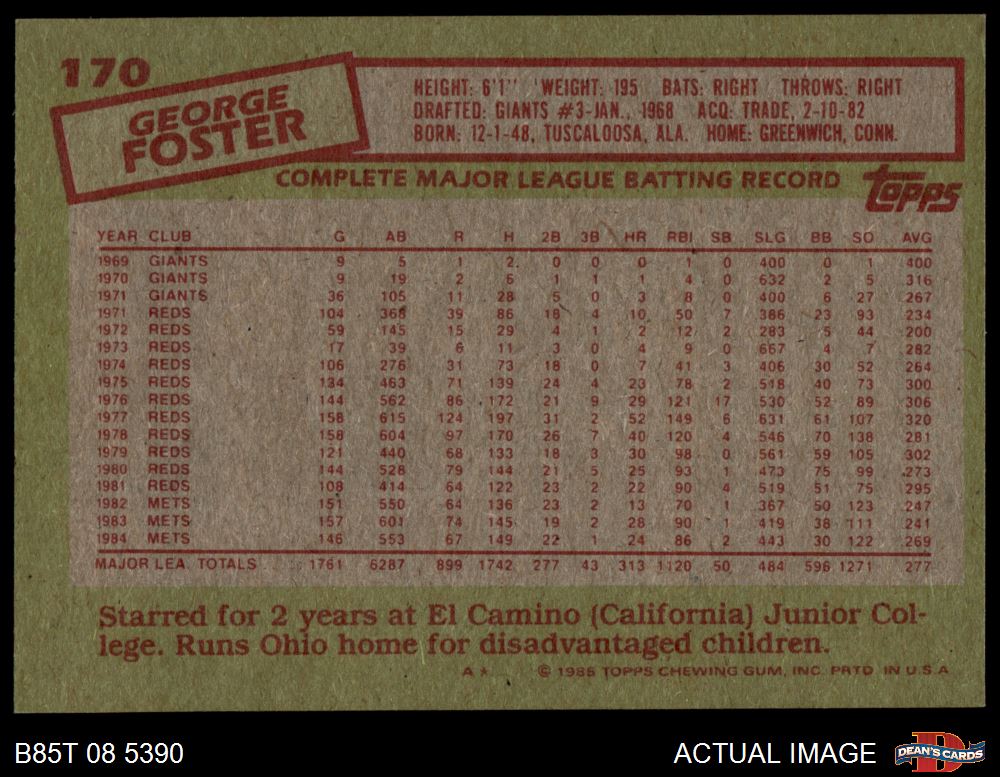 170
GEORGE
FOSTER
HEIGHT: 6'1'' WEIGHT: 195 BATS: RIGHT THROWS: RIGHT
DRAFTED: GIANTS #3-JAN., 1968 ACQ: TRADE, 2-10-82
BORN: 12-1-48, TUSCALOOSA, ALA. HOME: GREENWICH, CONN.
COMPLETE MAJOR LEAGUE BATTING RECORD
topps
YEAR CLUB G AB R H 2B 3B HR RBI SB SLG BB SO AVG
1969 GIANTS 9 5 1 2 0 0 0 1 0 400 0 1 400
1970 GIANTS 9 19 2 6 1 1 1 4 0 632 2 5 316
1971 GIANTS 36 105 11 28 5 0 3 8 0 400 6 27 267
1971 REDS 104 368 39 86 18 4 10 50 7 386 23 93 234
1972 REDS 59 145 15 29 4 1 2 12 2 283 5 44 200
1973 REDS 17 39 6 11 3 0 4 9 0 667 4 7 282
1974 REDS 106 276 31 73 18 0 7 41 3 406 30 52 264
1975 REDS 134 463 71 139 24 4 23 78 2 518 40 73 300
1976 REDS 144 562 86 172 21 9 29 121 17 530 52 89 306
1977 REDS 158 615 124 197 31 2 52 149 6 631 61 107 320
1978 REDS 158 604 97 170 26 7 40 120 4 546 70 138 281
1979 REDS 121 440 68 133 18 3 30 98 0 561 59 105 302
1980 REDS 144 528 79 144 21 5 25 93 1 473 75 99 273
1981 REDS 108 414 64 122 23 2 22 90 4 519 51 75 295
1982 METS 151 550 64 136 23 2 13 70 1 367 50 123 247
1983 METS 157 601 74 145 19 2 28 90 1 419 38 111 241
1984 METS 146 553 67 149 22 1 24 86 2 443 30 122 269
MAJOR LEA. TOTALS 1761 6287 899 1742 277 43 313 1120 50 484 596 1271 277
Starred for 2 years at El Camino (California) Junior Col-
lege. Runs Ohio home for disadvantaged children.
A* © 1985 TOPPS CHEWING GUM, INC. PRTD. IN U.S.A.
B85T 08 5390
ACTUAL IMAGE
DEAN'S CARDS